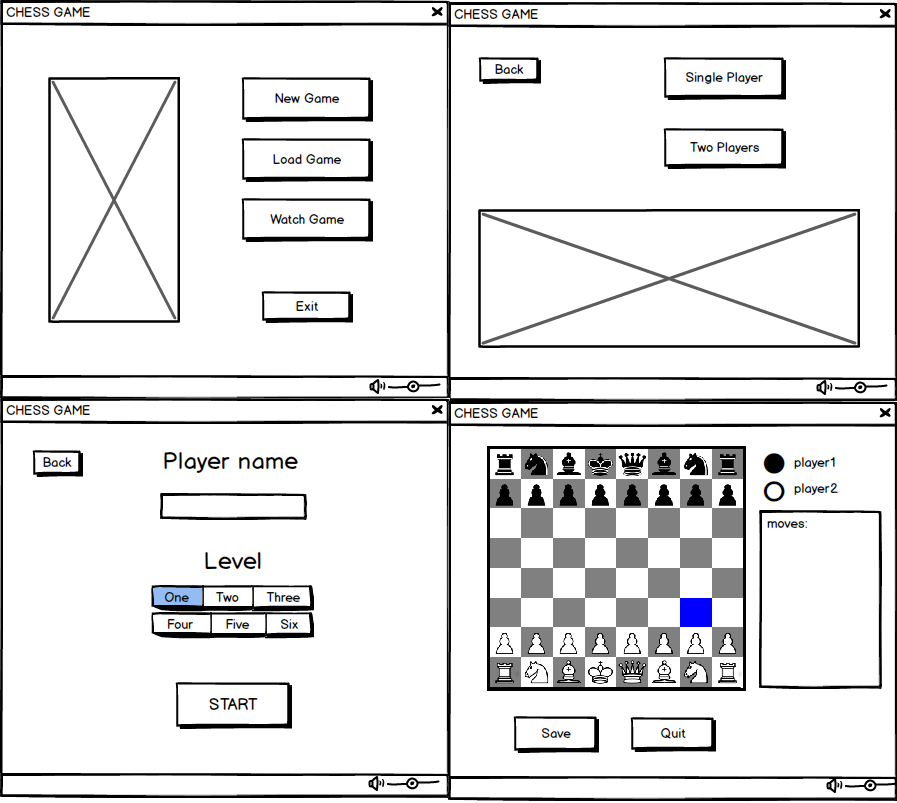 CHESS GAME
New Game
Load Game
Watch Game
Exit
CHESS GAME
Back
Single Player
Two Players
CHESS GAME
Back
Player name
Level
One Two Three
Four Five Six
START
CHESS GAME
player1
player2
moves:
Save Quit